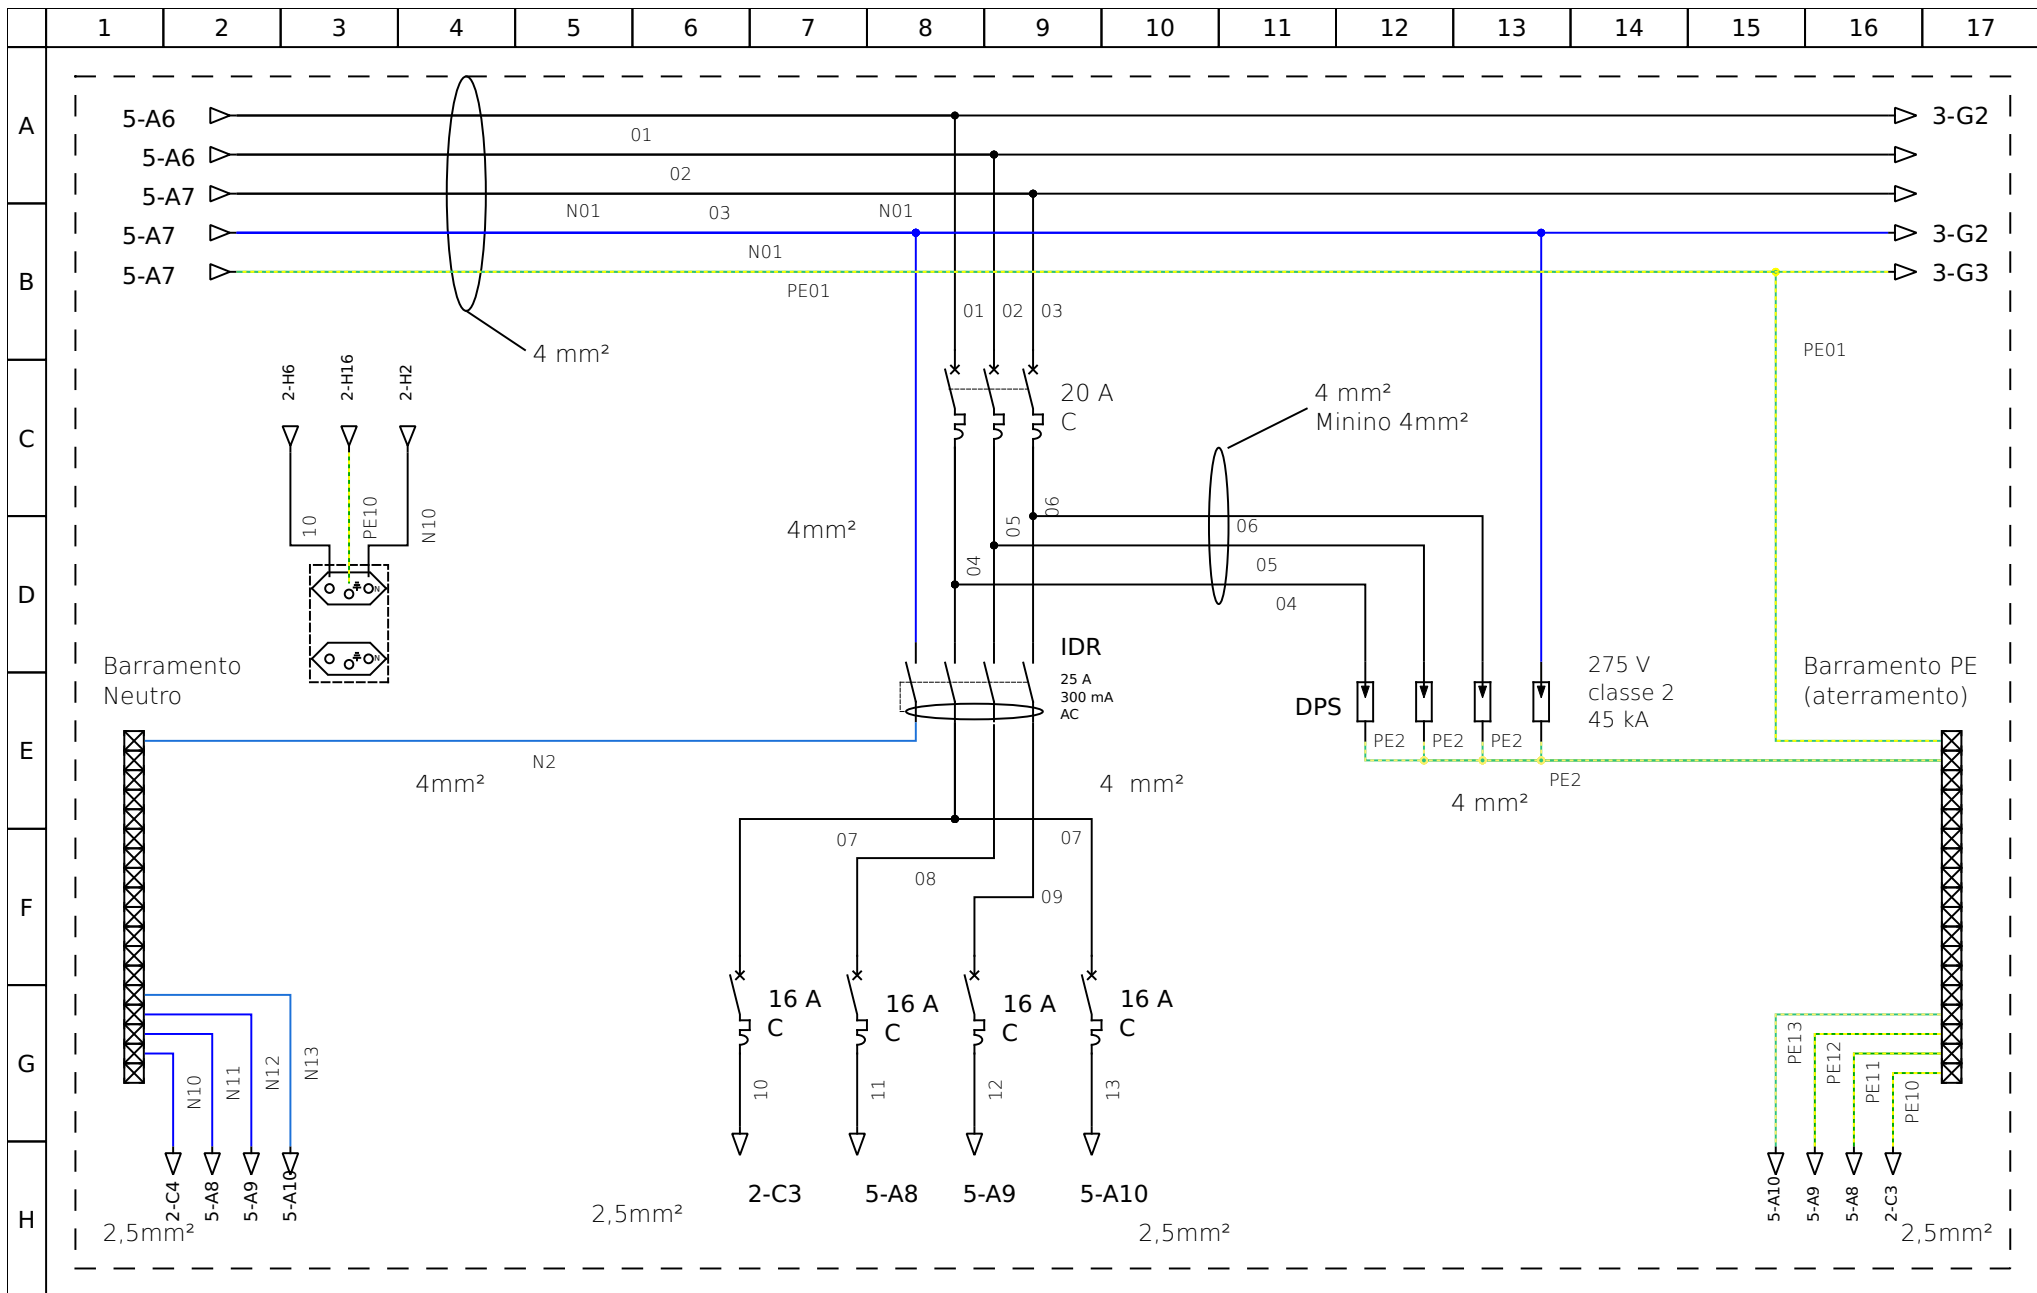 1 2 3 4 5 6 7 8 9 10 11 12 13 14 15 16 17
A
5-A6
01
3-G2
5-A6
02
5-A7
N01 03 N01
B
5-A7
N01
3-G2
5-A7
PE01
3-G3
01 02 03
4 mm²
PE01
2-H6
2-H16
2-H2
C
20 A
C
4 mm²
Minino 4mm²
10
PE10
N10
4mm²
04
05
06
06
05
04
D
IDR
25 A
300 mA
AC
Barramento
Neutro
DPS
275 V
classe 2
45 kA
Barramento PE
(aterramento)
E
N2
PE2 PE2 PE2
PE2
4mm²
4 mm²
4 mm²
07
07
08
09
F
16 A
C
16 A
C
16 A
C
16 A
C
G
N10
N11
N12
N13
10
11
12
13
PE13
PE12
PE11
PE10
H
2-C4
5-A8
5-A9
5-A10
2-C3
5-A8
5-A9
5-A10
5-A10
5-A9
5-A8
2-C3
2,5mm²
2,5mm²
2,5mm²
2,5mm²
N
N